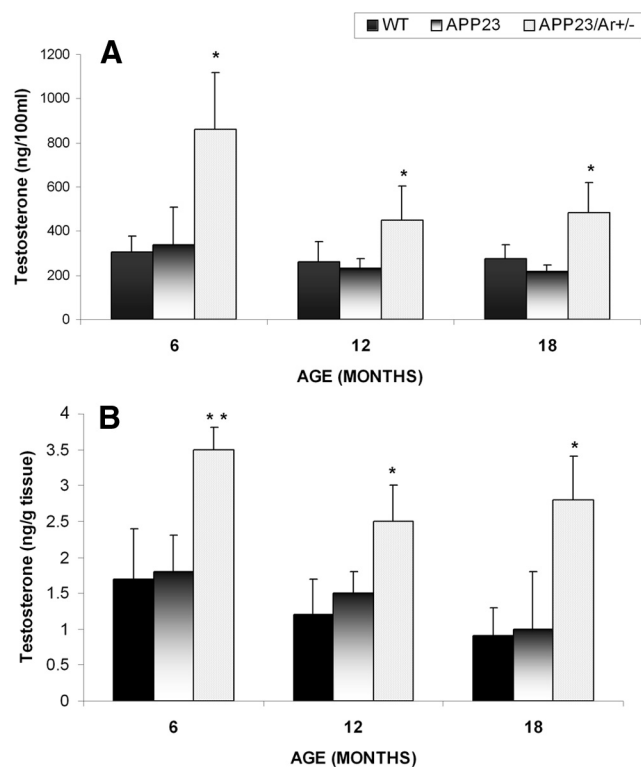 WT APP23 APP23/Ar+/-
A
1200
1000
800
600
400
200
0
Testosterone (ng/100ml)
*
*
*
6 12 18
AGE (MONTHS)
B
4
3.5
3
2.5
2
1.5
1
0.5
0
Testosterone (ng/g tissue)
* *
*
*
6 12 18
AGE (MONTHS)